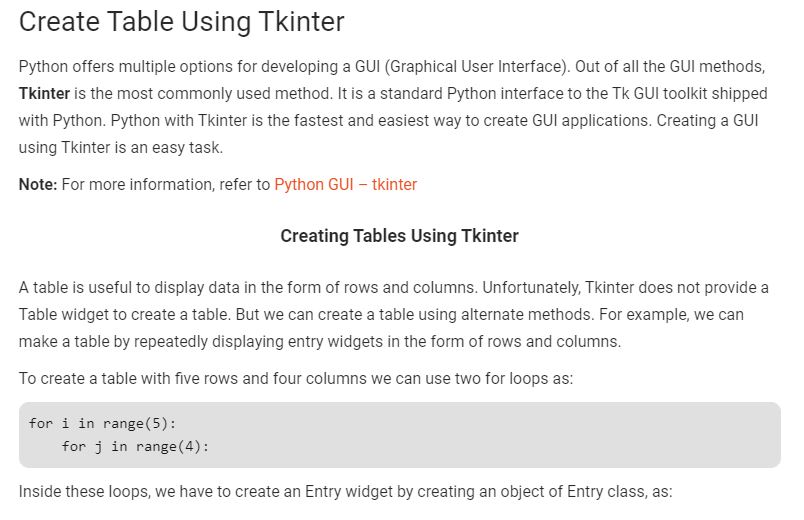 Create Table Using Tkinter
Python offers multiple options for developing a GUI (Graphical User Interface). Out of all the GUI methods,
Tkinter is the most commonly used method. It is a standard Python interface to the Tk GUI toolkit shipped
with Python. Python with Tkinter is the fastest and easiest way to create GUI applications. Creating a GUI
using Tkinter is an easy task.
Note: For more information, refer to Python GUI – tkinter
Creating Tables Using Tkinter
A table is useful to display data in the form of rows and columns. Unfortunately, Tkinter does not provide a
Table widget to create a table. But we can create a table using alternate methods. For example, we can
make a table by repeatedly displaying entry widgets in the form of rows and columns.
To create a table with five rows and four columns we can use two for loops as:
for i in range(5):
    for j in range(4):
Inside these loops, we have to create an Entry widget by creating an object of Entry class, as: